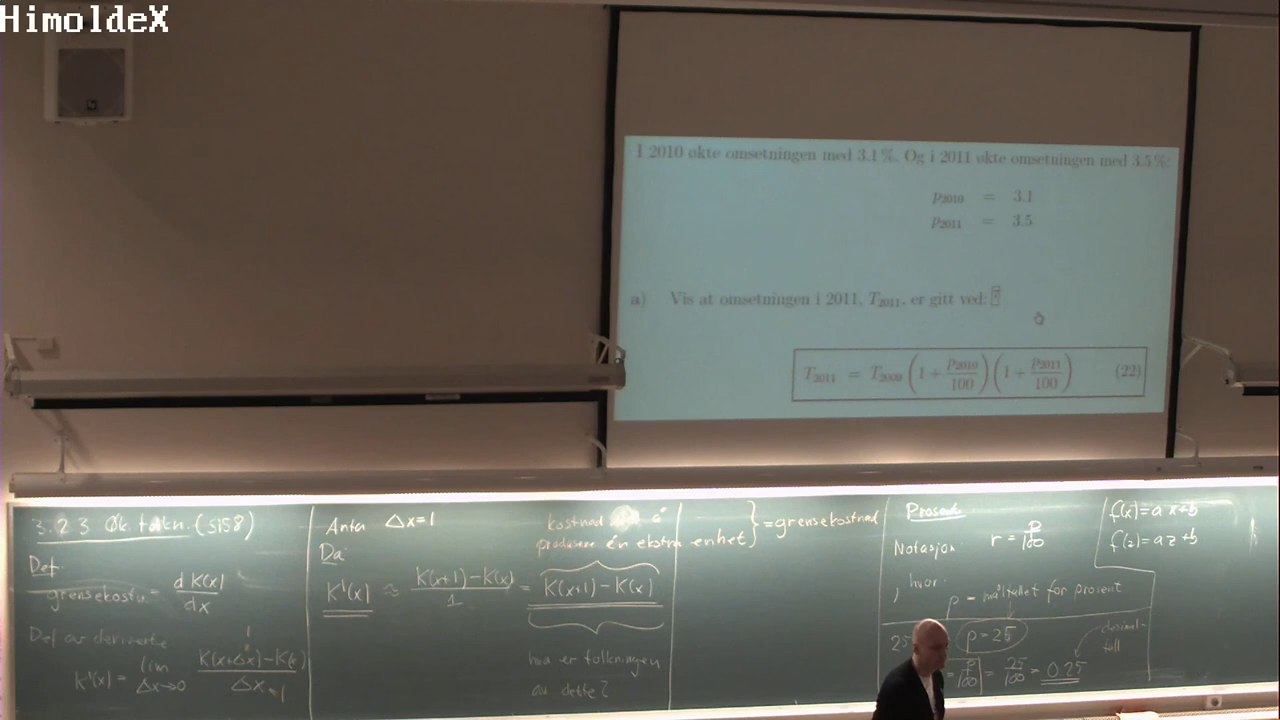 HimoldeX
I 2010 økte omsetningen med 3.1 %. Og i 2011 økte omsetningen med 3.5 %:
p2010 = 3.1
p2011 = 3.5
a) Vis at omsetningen i 2011, T2011, er gitt ved:
T2011 = T2009 (1 + p2010/100) (1 + p2011/100) (22)
3.2.3 Øk. tolkn. (s158)
Def
grensekostn. = dK(x)/dx
Def av deriverte
K'(x) = lim Δx→0 K(x+Δx)-K(x)/Δx
=1
Anta Δx=1
Da:
K'(x) ≈ K(x+1)-K(x)/1 = K(x+1)-K(x)
kostnad å
produsere én ekstra enhet } = grensekostnad
hva er tolkningen
av dette?
Prosent
Notasjon r = p/100
, hvor:
p = måltallet for prosent
25 p=25
= p/100 = 25/100 = 0.25
desimal-
tall
f(x)=ax+b
f(z)=az+b